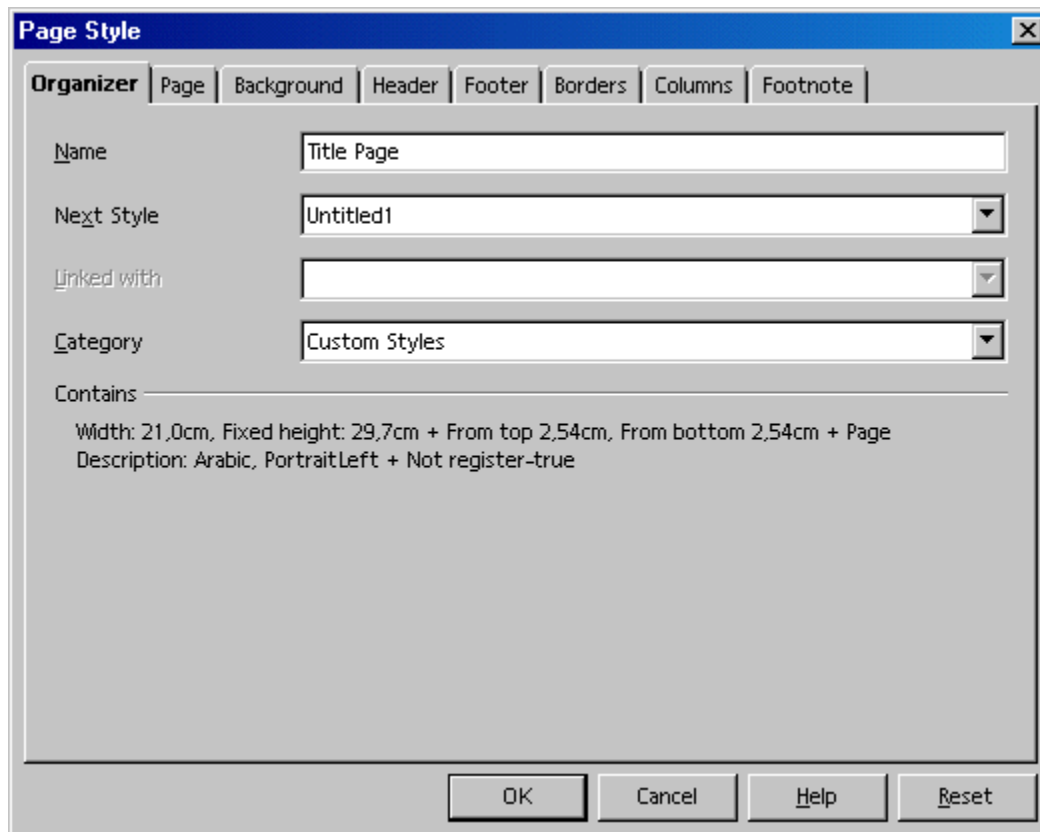 Page Style
Organizer Page Background Header Footer Borders Columns Footnote
Name Title Page
Next Style Untitled1
Linked with
Category Custom Styles
Contains
Width: 21,0cm, Fixed height: 29,7cm + From top 2,54cm, From bottom 2,54cm + Page
Description: Arabic, PortraitLeft + Not register-true
OK Cancel Help Reset